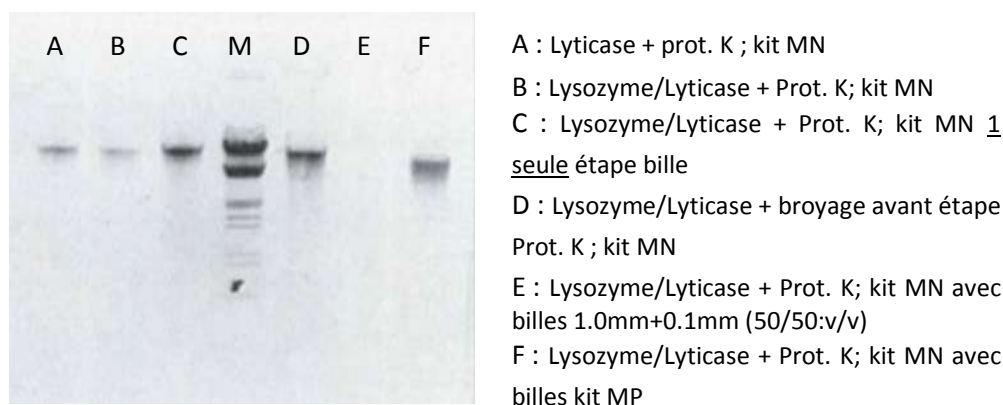 A B C M D E F
A : Lyticase + prot. K ; kit MN
B : Lysozyme/Lyticase + Prot. K; kit MN
C : Lysozyme/Lyticase + Prot. K; kit MN 1
seule étape bille
D : Lysozyme/Lyticase + broyage avant étape
Prot. K ; kit MN
E : Lysozyme/Lyticase + Prot. K; kit MN avec
billes 1.0mm+0.1mm (50/50:v/v)
F : Lysozyme/Lyticase + Prot. K; kit MN avec
billes kit MP